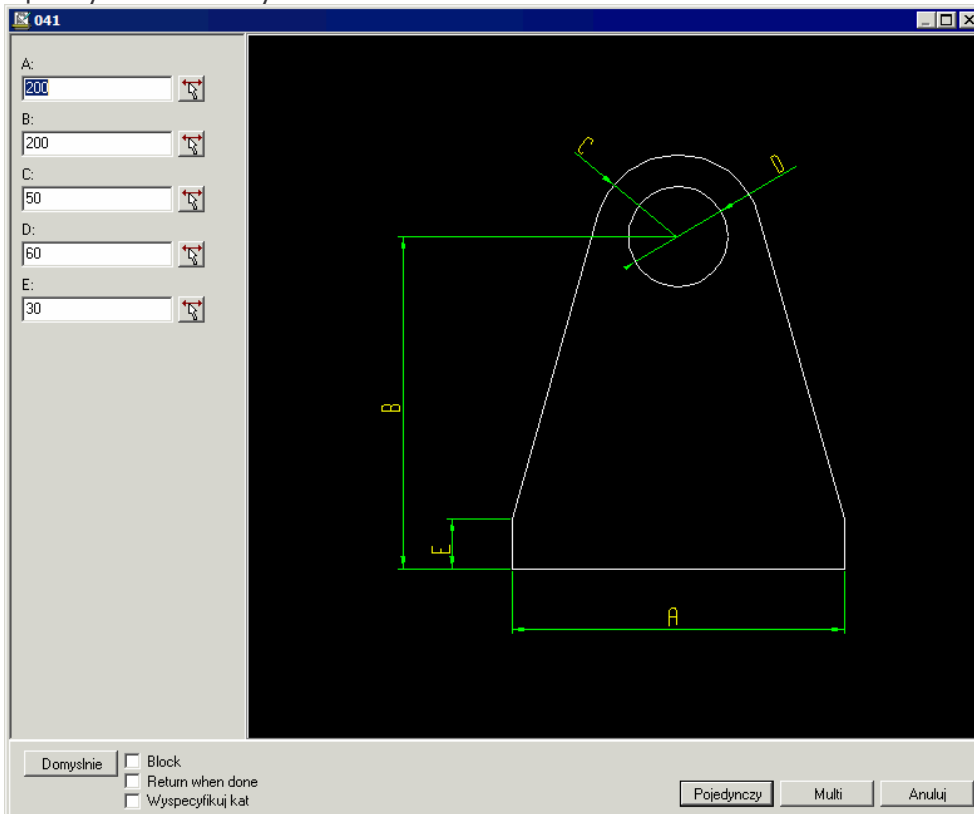 041
A:
200
B:
200
C:
50
D:
60
E:
30
C
D
B
E
A
Domyslnie
Block
Return when done
Wyspecyfikuj kat
Pojedynczy
Multi
Anuluj